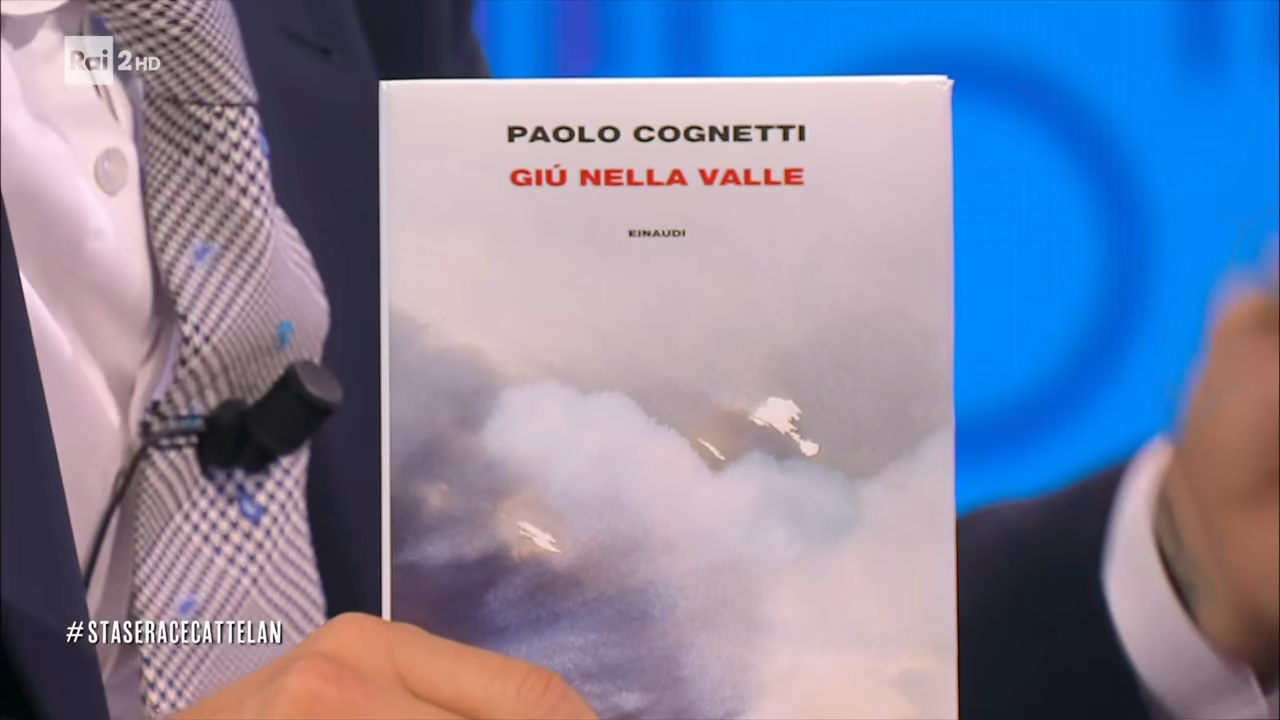 Rai 2HD
PAOLO COGNETTI
GIÚ NELLA VALLE
EINAUDI
#STASERACECATTELAN